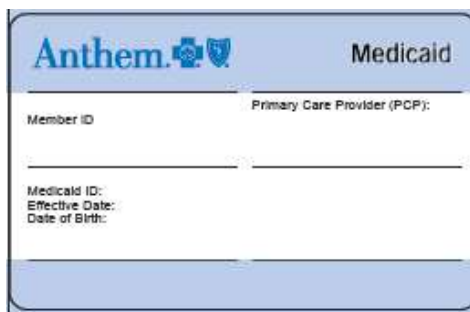 Anthem. Medicaid
Member ID
Primary Care Provider (PCP):
Medicaid ID:
Effective Date:
Date of Birth: